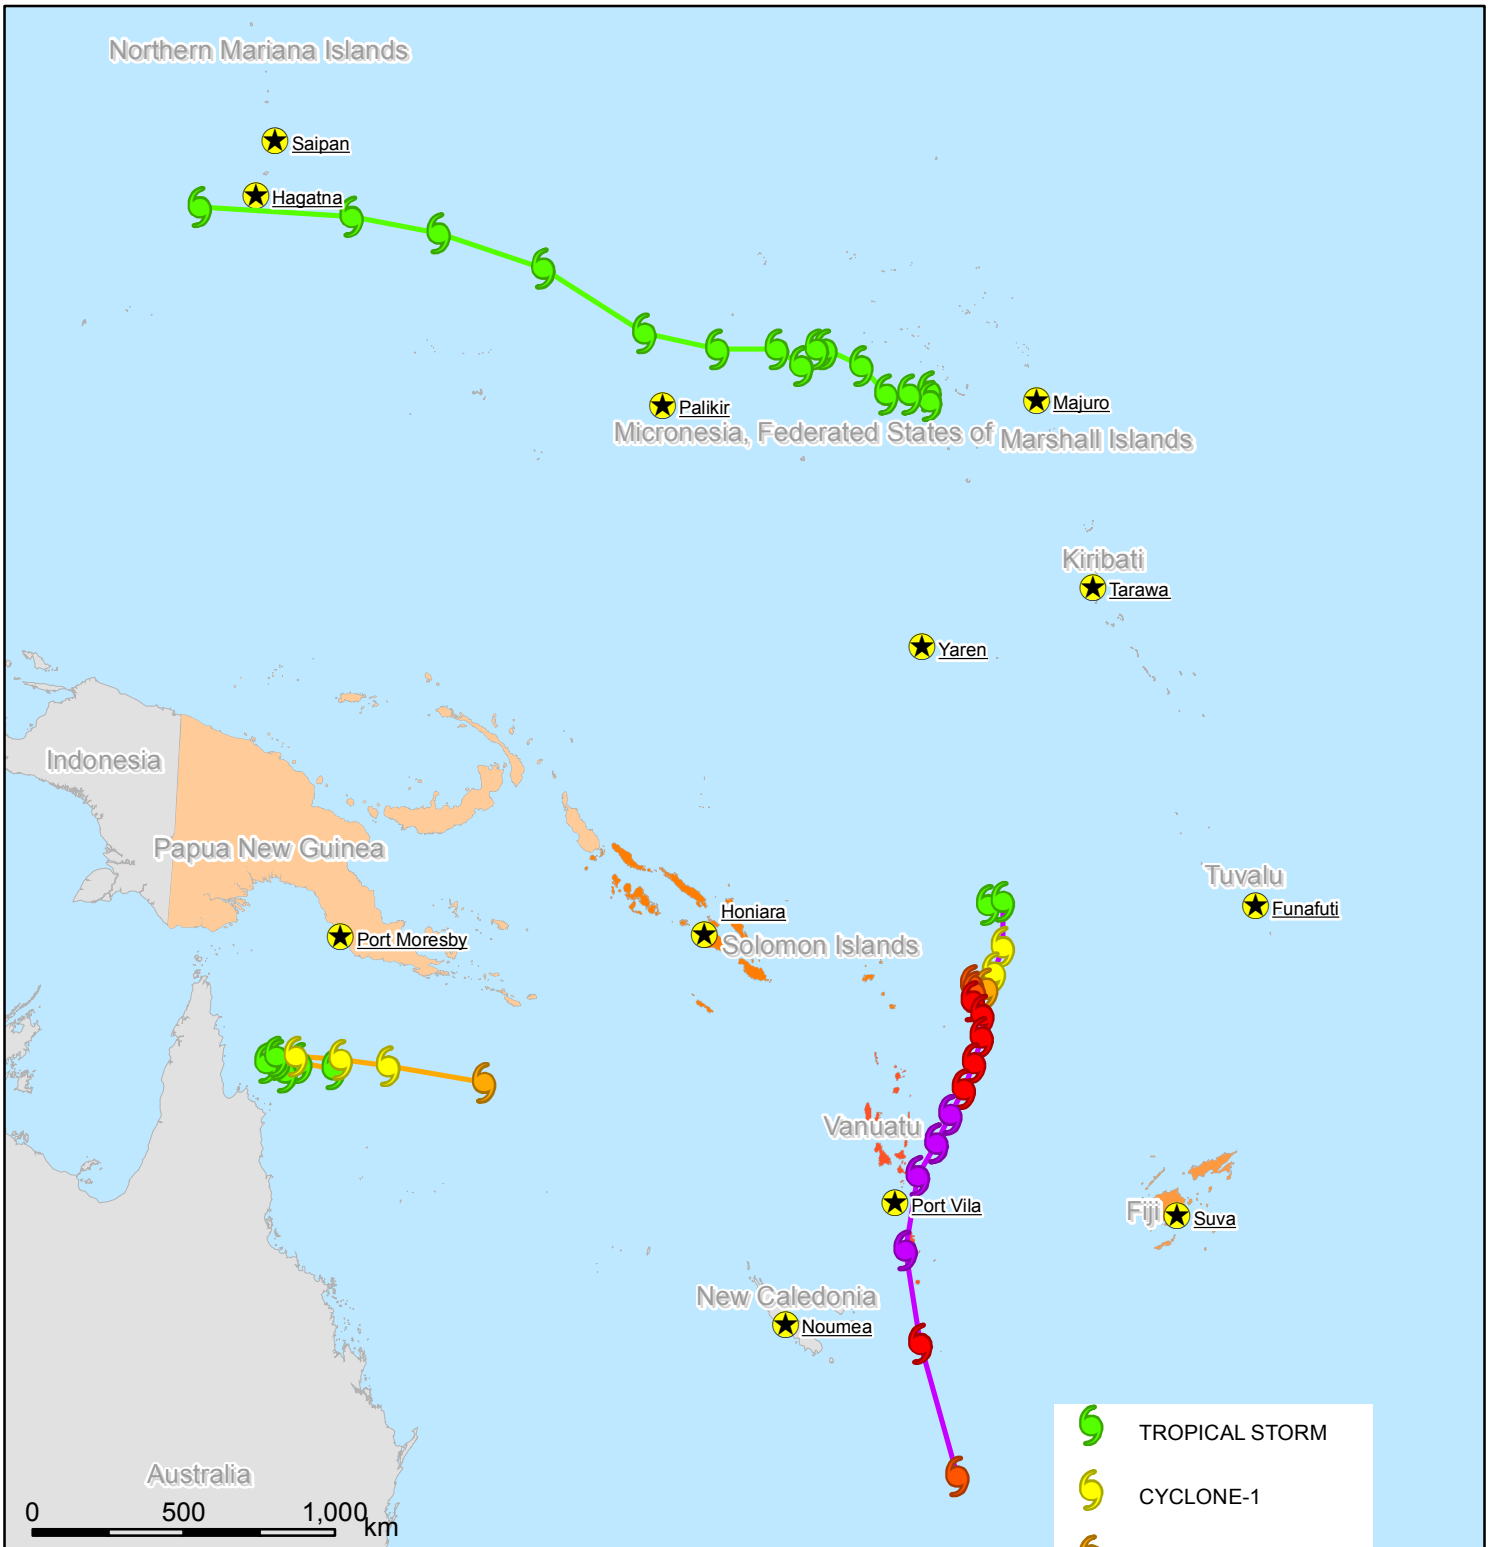 Northern Mariana Islands
Saipan
Hagatna
Palikir
Majuro
Micronesia, Federated States of
Marshall Islands
Kiribati
Tarawa
Yaren
Indonesia
Papua New Guinea
Tuvalu
Funafuti
Honiara
Port Moresby
Solomon Islands
Vanuatu
Port Vila
Fiji
Suva
New Caledonia
Noumea
TROPICAL STORM
Australia
CYCLONE-1
0 500 1,000
km